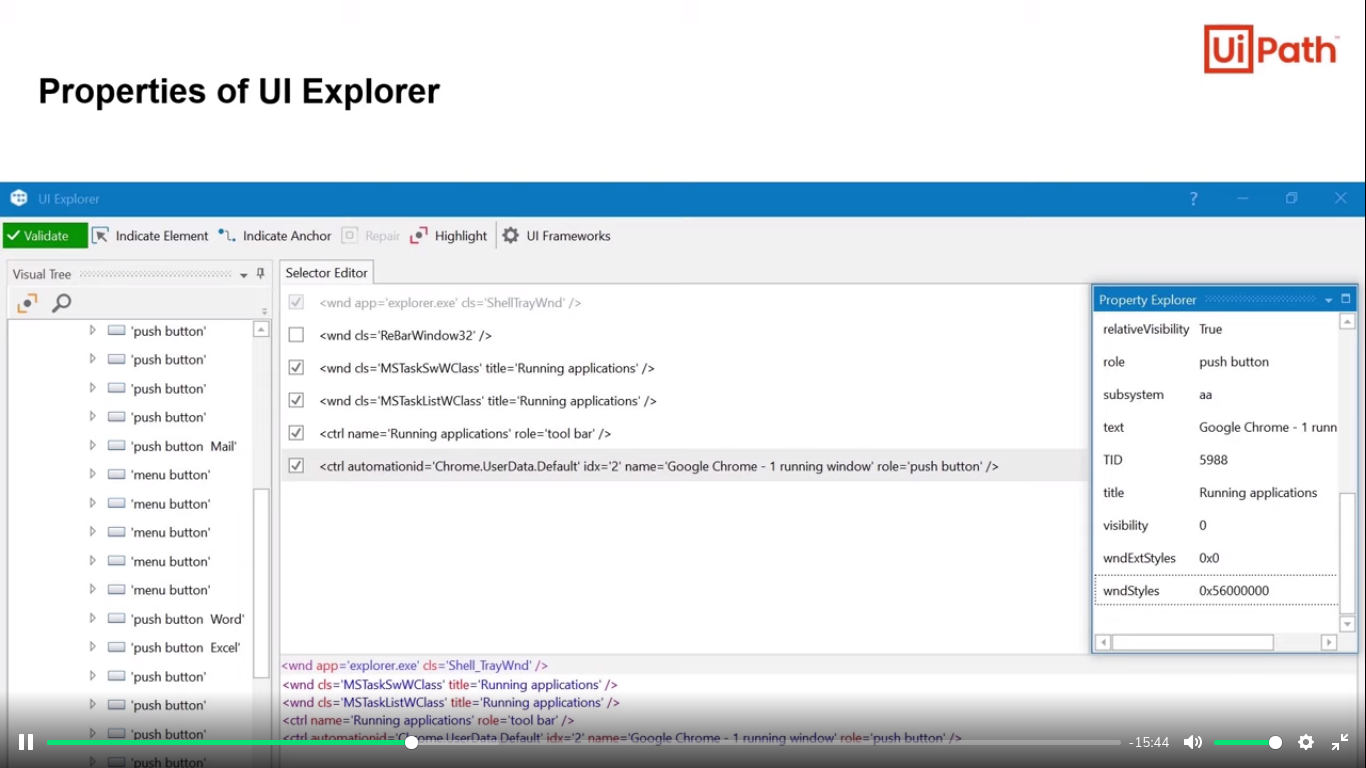 UiPath™
Properties of UI Explorer
UI Explorer
?
Validate Indicate Element Indicate Anchor Repair Highlight UI Frameworks
Visual Tree
'push button'
'push button'
'push button'
'push button'
'push button Mail'
'menu button'
'menu button'
'menu button'
'menu button'
'menu button'
'push button Word'
'push button Excel'
'push button'
'push button'
'push button'
'push button'
Selector Editor
<wnd app='explorer.exe' cls='ShellTrayWnd' />
<wnd cls='ReBarWindow32' />
<wnd cls='MSTaskSwWClass' title='Running applications' />
<wnd cls='MSTaskListWClass' title='Running applications' />
<ctrl name='Running applications' role='tool bar' />
<ctrl automationid='Chrome.UserData.Default' idx='2' name='Google Chrome - 1 running window' role='push button' />
<wnd app='explorer.exe' cls='Shell_TrayWnd' />
<wnd cls='MSTaskSwWClass' title='Running applications' />
<wnd cls='MSTaskListWClass' title='Running applications' />
<ctrl name='Running applications' role='tool bar' />
<ctrl automationid='Chrome.UserData.Default' idx='2' name='Google Chrome - 1 running window' role='push button' />
Property Explorer
relativeVisibility True
role push button
subsystem aa
text Google Chrome - 1 runn
TID 5988
title Running applications
visibility 0
wndExtStyles 0x0
wndStyles 0x56000000
-15:44